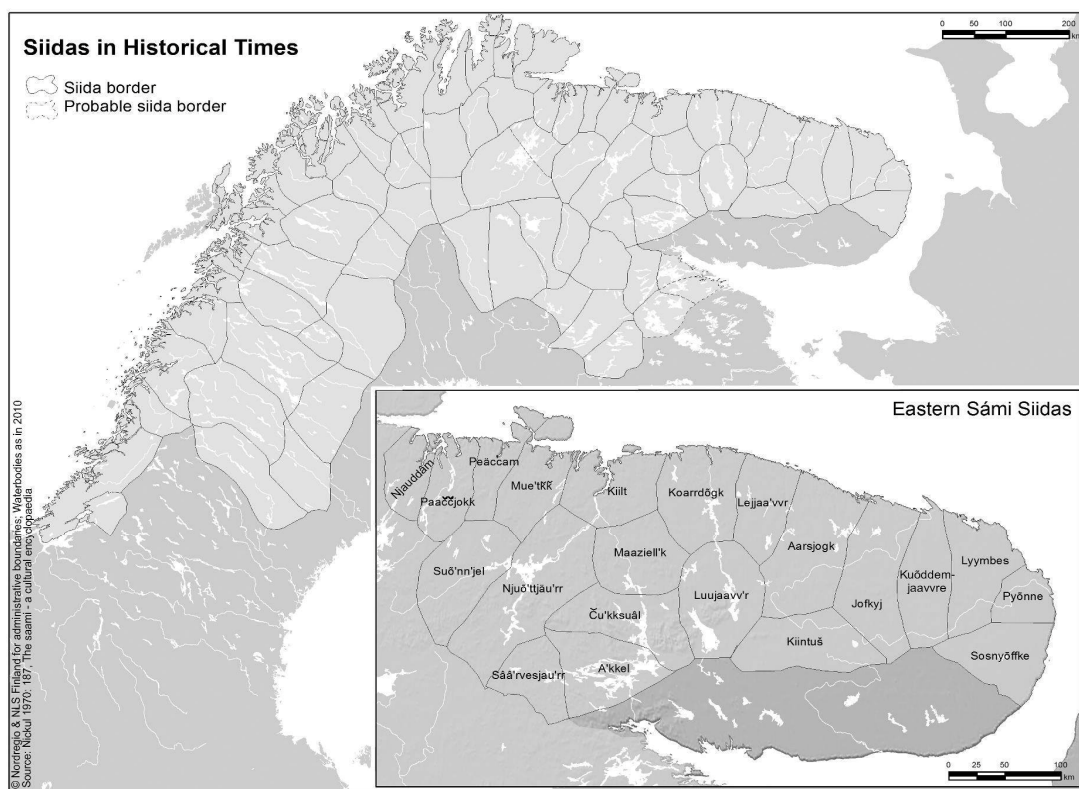 Siidas in Historical Times
Siida border
Probable siida border
0 50 100 200
km
Eastern Sámi Siidas
Njauddâm
Peäccam
Paaččjokk
Mue'tǩǩ
Kiilt
Koarrdõgk
Lejjaa'vvr
Aarsjogk
Suõ'nn'jel
Njuõ'ttjäu'rr
Maaziell'k
Luujaavv'r
Jofkyj
Kuõddem-
jaavvre
Lyymbes
Pyõnne
Ču'kksuâl
Kiintuš
Sosnyõffke
Sââ'rvesjau'rr
A'kkel
0 25 50 100
km
© Nordregio & NLS Finland for administrative boundaries; Waterbodies as in 2010
Source: Nickul 1970: 187; The saami - a cultural encyclopaedia